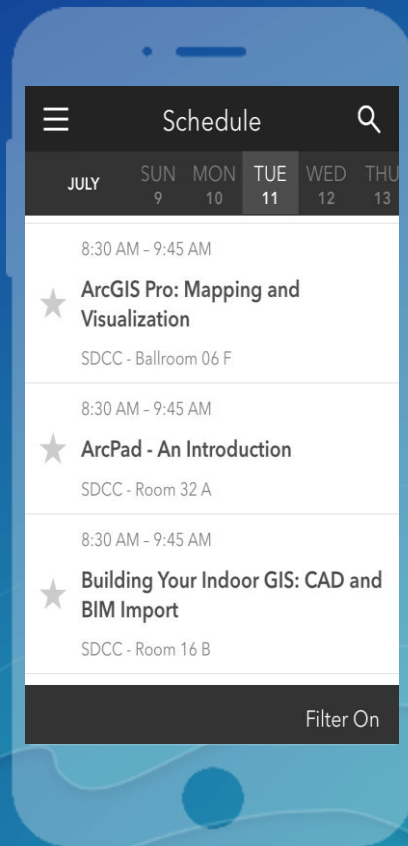 Schedule
JULY SUN MON TUE WED THU
9 10 11 12 13
8:30 AM – 9:45 AM
ArcGIS Pro: Mapping and
Visualization
SDCC - Ballroom 06 F
8:30 AM – 9:45 AM
ArcPad - An Introduction
SDCC - Room 32 A
8:30 AM – 9:45 AM
Building Your Indoor GIS: CAD and
BIM Import
SDCC - Room 16 B
Filter On